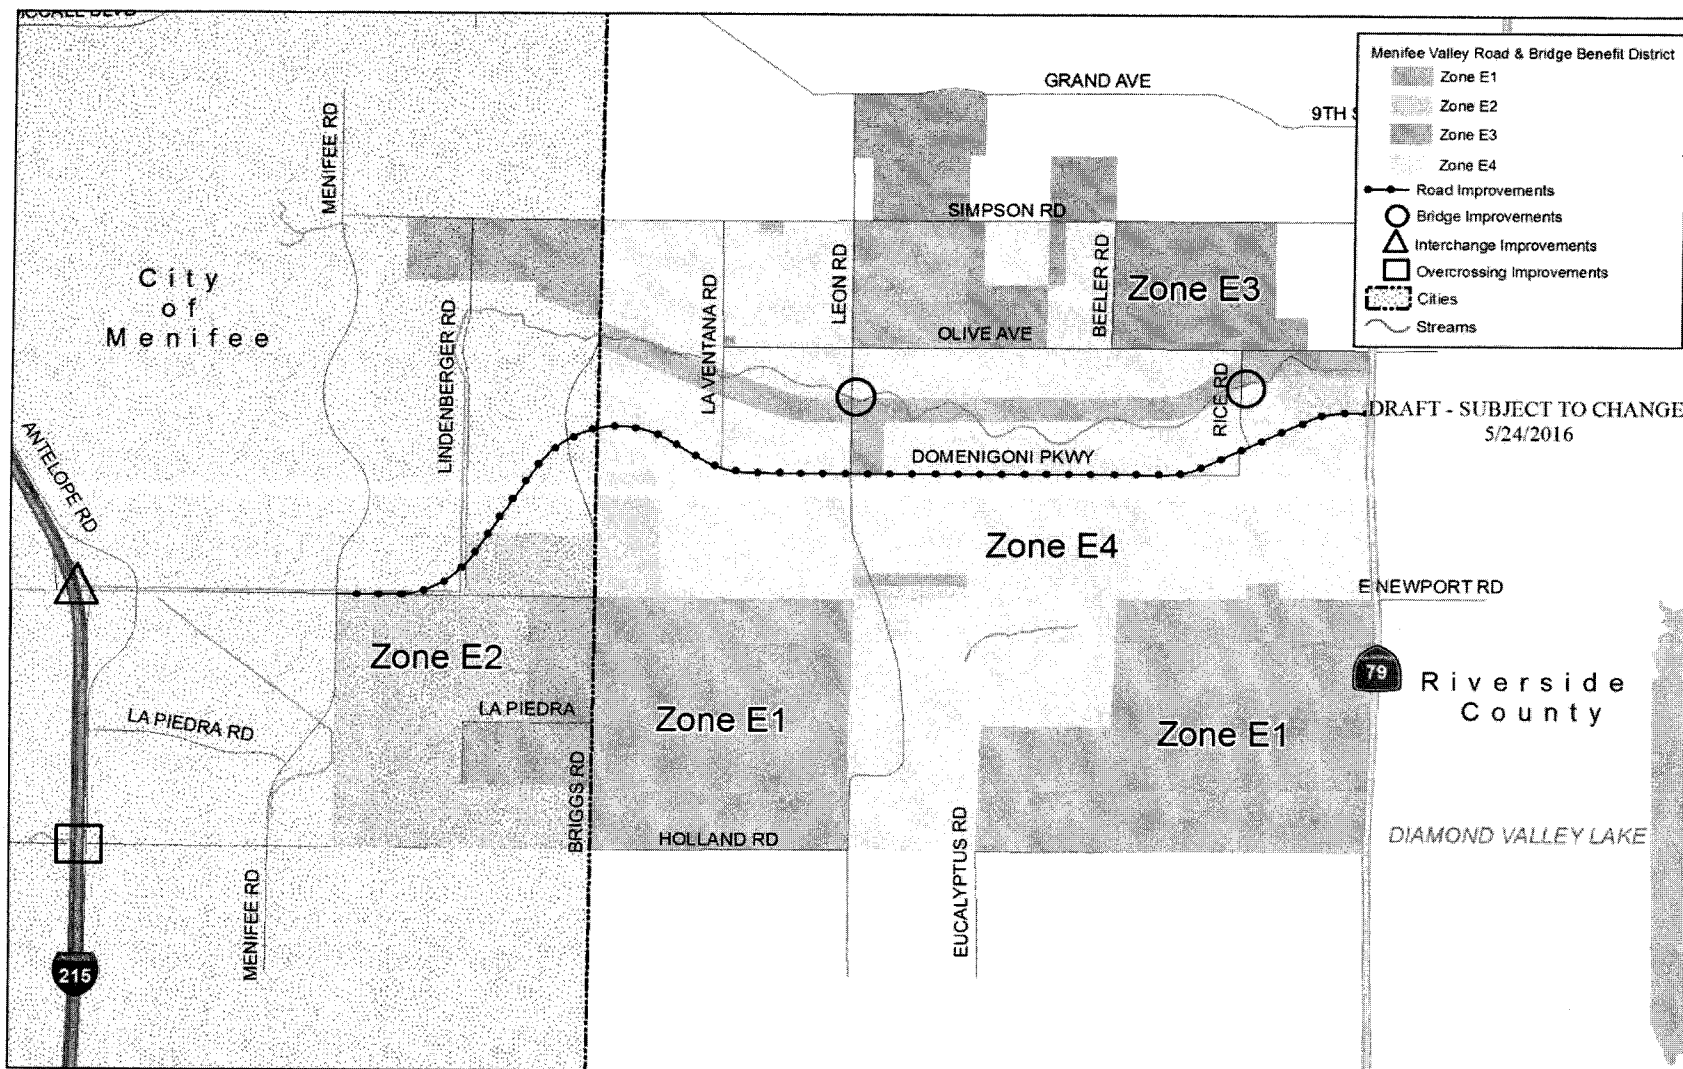 McCALL BLVD
Menifee Valley Road & Bridge Benefit District
Zone E1
Zone E2
Zone E3
Zone E4
Road Improvements
Bridge Improvements
Interchange Improvements
Overcrossing Improvements
Cities
Streams
GRAND AVE
9TH S
MENIFEE RD
SIMPSON RD
City
of
Menifee
LINDENBERGER RD
LA VENTANA RD
LEON RD
BEELER RD
Zone E3
OLIVE AVE
RICE RD
DRAFT - SUBJECT TO CHANGE
5/24/2016
ANTELOPE RD
DOMENIGONI PKWY
Zone E4
E NEWPORT RD
Zone E2
79
Riverside
County
LA PIEDRA RD
LA PIEDRA
Zone E1
Zone E1
BRIGGS RD
HOLLAND RD
DIAMOND VALLEY LAKE
MENIFEE RD
EUCALYPTUS RD
215